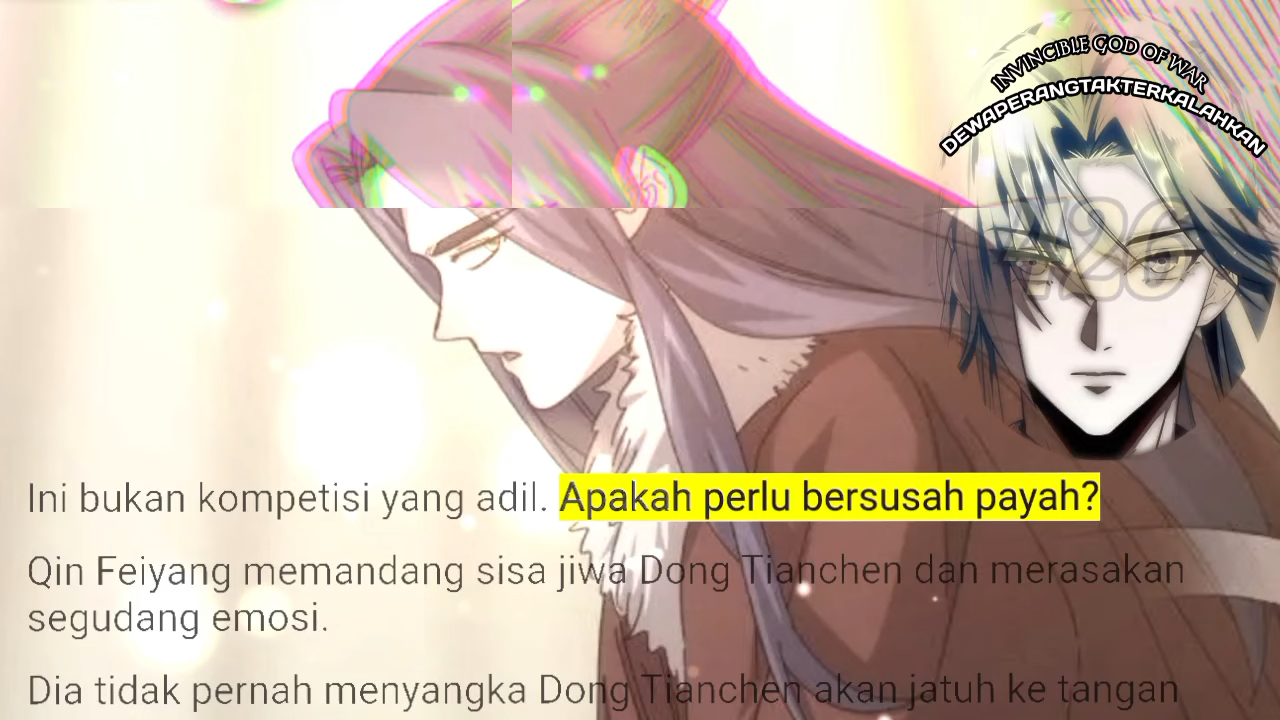 INVINCIBLE GOD OF WAR
DEWAPERANGTAKTERKALAHKAN
726
Ini bukan kompetisi yang adil. Apakah perlu bersusah payah?
Qin Feiyang memandang sisa jiwa Dong Tianchen dan merasakan
segudang emosi.
Dia tidak pernah menyangka Dong Tianchen akan jatuh ke tangan